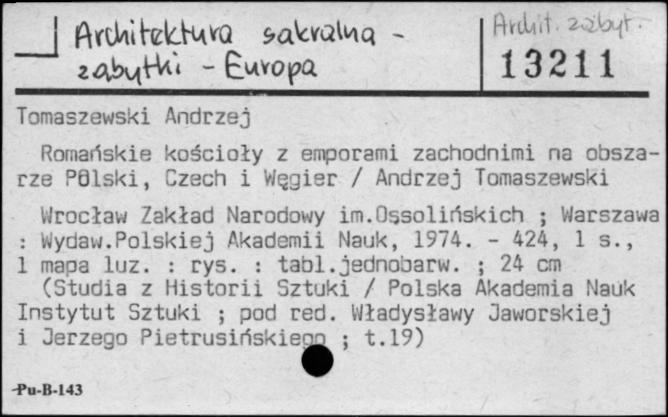 Architektura sakralna -
zabytki - Europa
Archit. zabyt.
13211
Tomaszewski Andrzej
Romańskie kościoły z emporami zachodnimi na obsza-
rze Polski, Czech i Węgier / Andrzej Tomaszewski
Wrocław Zakład Narodowy im.Ossolińskich ; Warszawa
: Wydaw.Polskiej Akademii Nauk, 1974. - 424, 1 s.,
1 mapa luz. : rys. : tabl.jednobarw. ; 24 cm
(Studia z Historii Sztuki / Polska Akademia Nauk
Instytut Sztuki ; pod red. Władysławy Jaworskiej
i Jerzego Pietrusińskiego ; t.19)
Pu-B-143